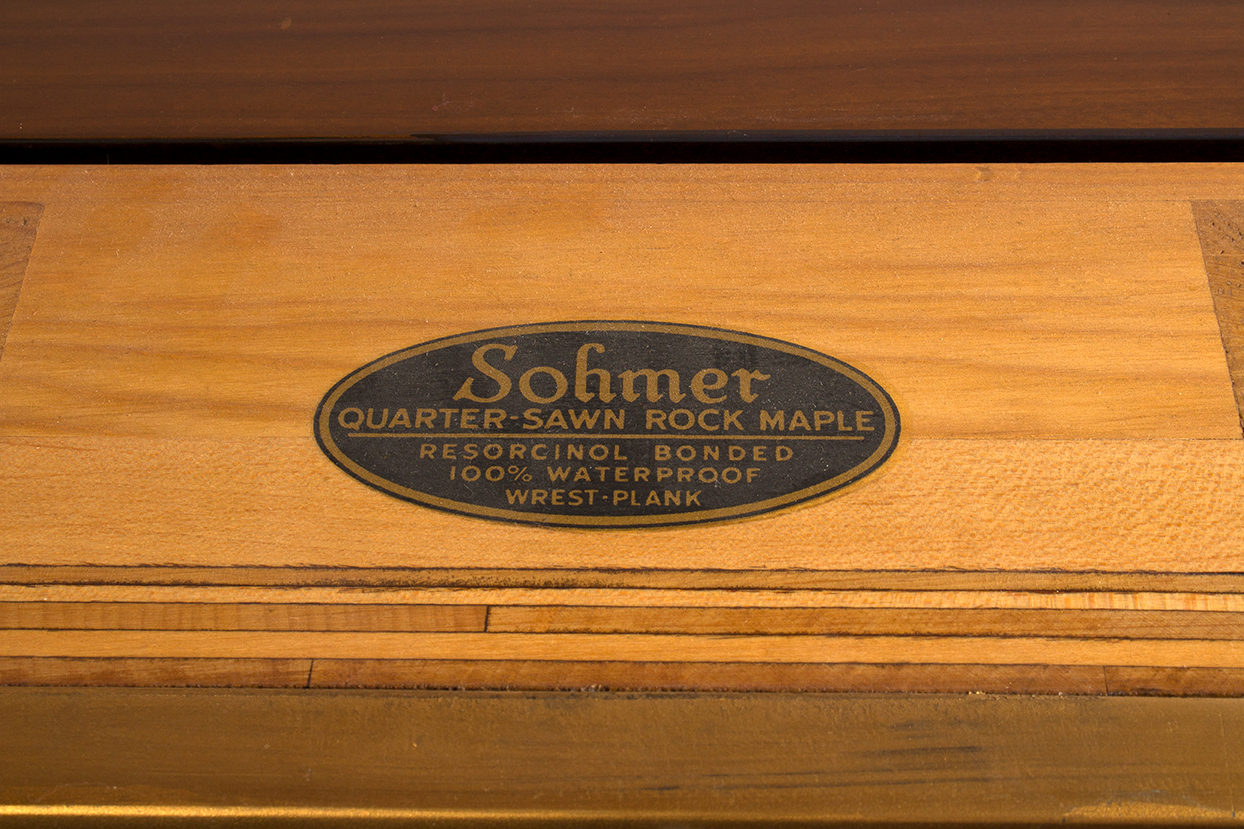 Sohmer
QUARTER-SAWN ROCK MAPLE
RESORCINOL BONDED
100% WATERPROOF
WREST-PLANK